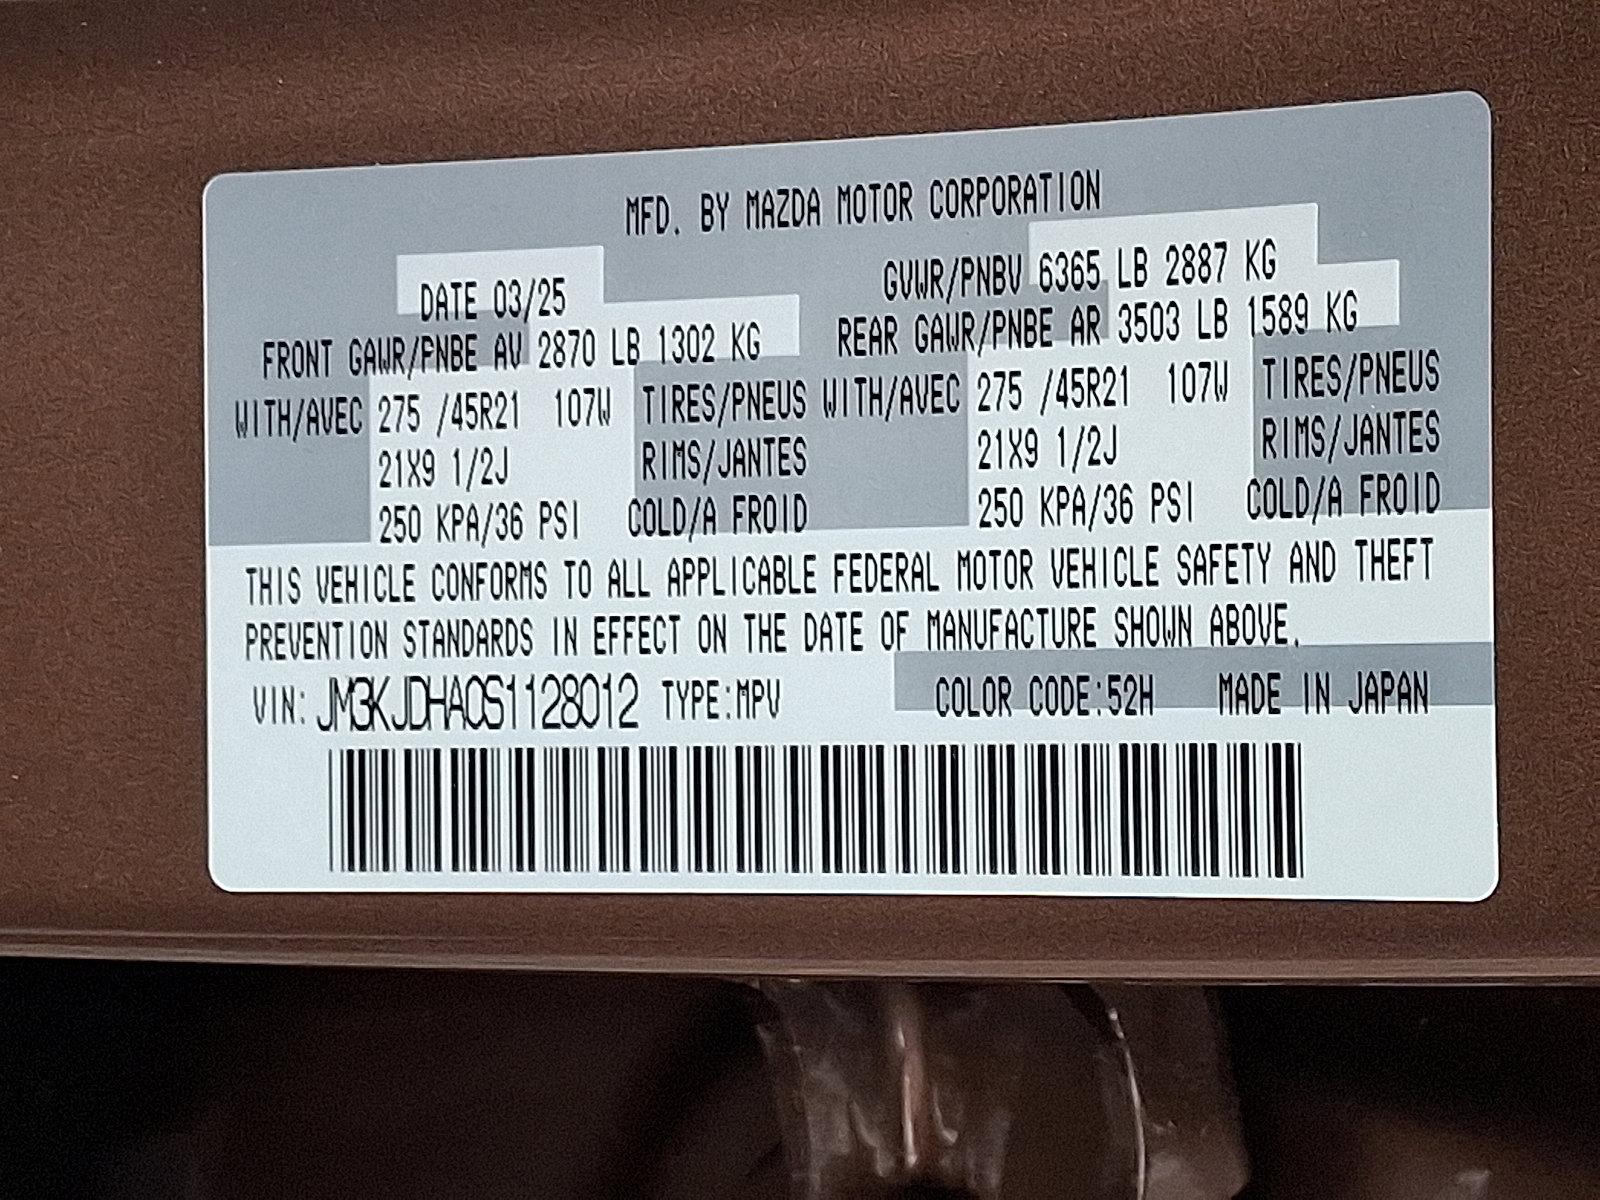 MFD. BY MAZDA MOTOR CORPORATION
DATE 03/25 GVWR/PNBV 6365 LB 2887 KG
FRONT GAWR/PNBE AV 2870 LB 1302 KG REAR GAWR/PNBE AR 3503 LB 1589 KG
WITH/AVEC 275 /45R21 107W TIRES/PNEUS WITH/AVEC 275 /45R21 107W TIRES/PNEUS
21X9 1/2J RIMS/JANTES 21X9 1/2J RIMS/JANTES
250 KPA/36 PSI COLD/A FROID 250 KPA/36 PSI COLD/A FROID
THIS VEHICLE CONFORMS TO ALL APPLICABLE FEDERAL MOTOR VEHICLE SAFETY AND THEFT
PREVENTION STANDARDS IN EFFECT ON THE DATE OF MANUFACTURE SHOWN ABOVE.
VIN: JM3KJDHA0S1128012 TYPE:MPV COLOR CODE:52H MADE IN JAPAN